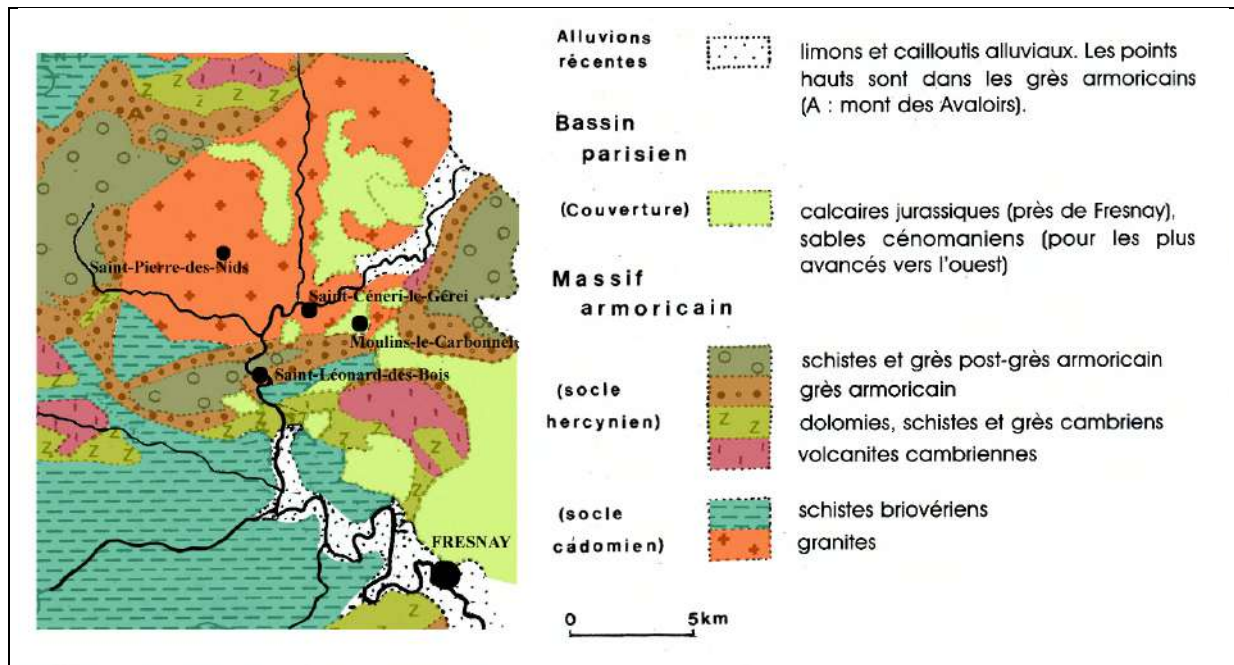 A
Saint-Pierre-des-Nids
Saint-Céneri-le-Gérei
Moulins-le-Carbonnel
Saint-Léonard-des-Bois
FRESNAY
Alluvions
récentes
limons et cailloutis alluviaux. Les points
hauts sont dans les grès armoricains
(A : mont des Avaloirs).
Bassin
parisien
(Couverture)
calcaires jurassiques (près de Fresnay),
sables cénomaniens (pour les plus
avancés vers l'ouest)
Massif
armoricain
(socle
hercynien)
schistes et grès post-grès armoricain
grès armoricain
dolomies, schistes et grès cambriens
volcanites cambriennes
(socle
cadomien)
schistes briovériens
granites
0 5km